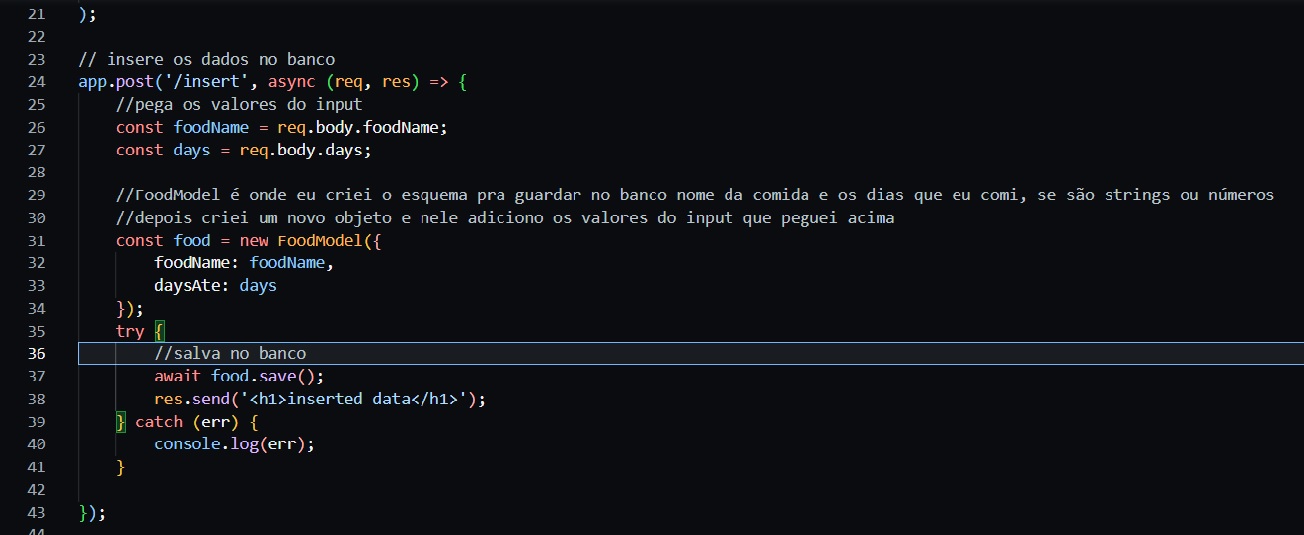 21 );
22
23 // insere os dados no banco
24 app.post('/insert', async (req, res) => {
25 //pega os valores do input
26 const foodName = req.body.foodName;
27 const days = req.body.days;
28
29 //FoodModel é onde eu criei o esquema pra guardar no banco nome da comida e os dias que eu comi, se são strings ou números
30 //depois criei um novo objeto e nele adiciono os valores do input que peguei acima
31 const food = new FoodModel({
32 foodName: foodName,
33 daysAte: days
34 });
35 try {
36 //salva no banco
37 await food.save();
38 res.send('<h1>inserted data</h1>');
39 } catch (err) {
40 console.log(err);
41 }
42
43 });
44